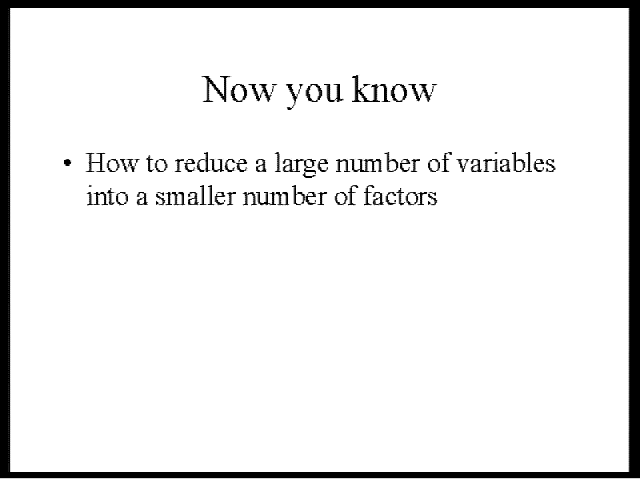 Now you know
• How to reduce a large number of variables
into a smaller number of factors